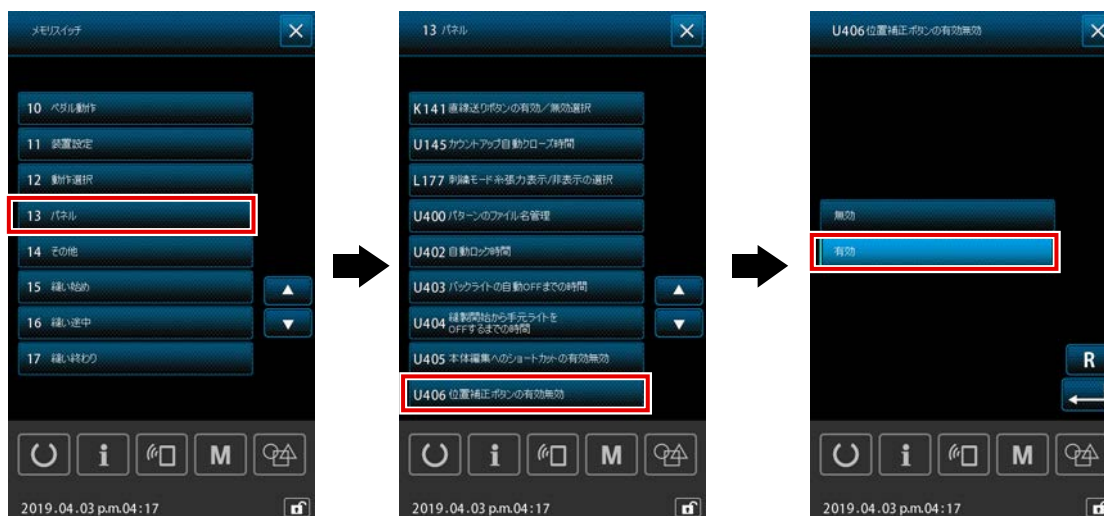 メモリスイッチ
10 ペダル動作
11 装置設定
12 動作選択
13 パネル
14 その他
15 縫い始め
16 縫い途中
17 縫い終わり
M
2019.04.03 p.m.04:17
13 パネル
K141 直線送りボタンの有効／無効選択
U145 カウントアップ自動クローズ時間
L177 刺繍モード糸張力表示/非表示の選択
U400 パターンのファイル名管理
U402 自動ロック時間
U403 バックライトの自動OFFまでの時間
U404 縫製開始から手元ライトを
OFFするまでの時間
U405 本体編集へのショートカットの有効無効
U406 位置補正ボタンの有効無効
M
2019.04.03 p.m.04:17
U406 位置補正ボタンの有効無効
無効
有効
R
M
2019.04.03 p.m.04:17